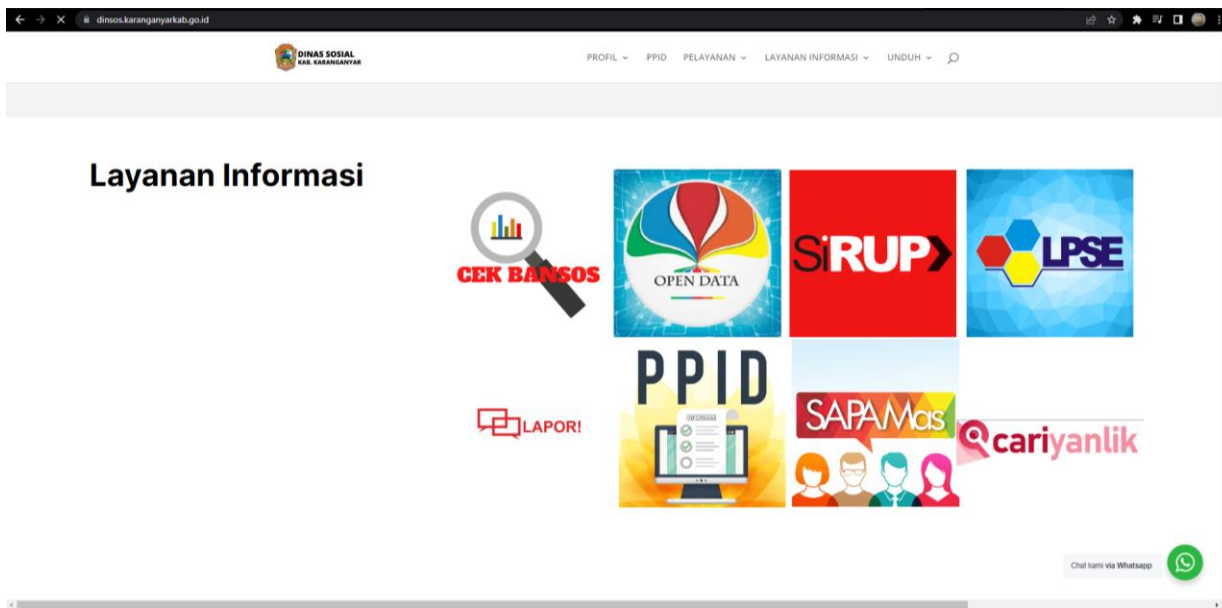 dinsos.karanganyarkab.go.id
DINAS SOSIAL
KAB. KARANGANYAR
PROFIL
PPID
PELAYANAN
LAYANAN INFORMASI
UNDUH
Layanan Informasi
CEK BANSOS
OPEN DATA
SiRUP
LPSE
LAPOR!
PPID
SAPAMas
cariyanlik
Chat kami via Whatsapp